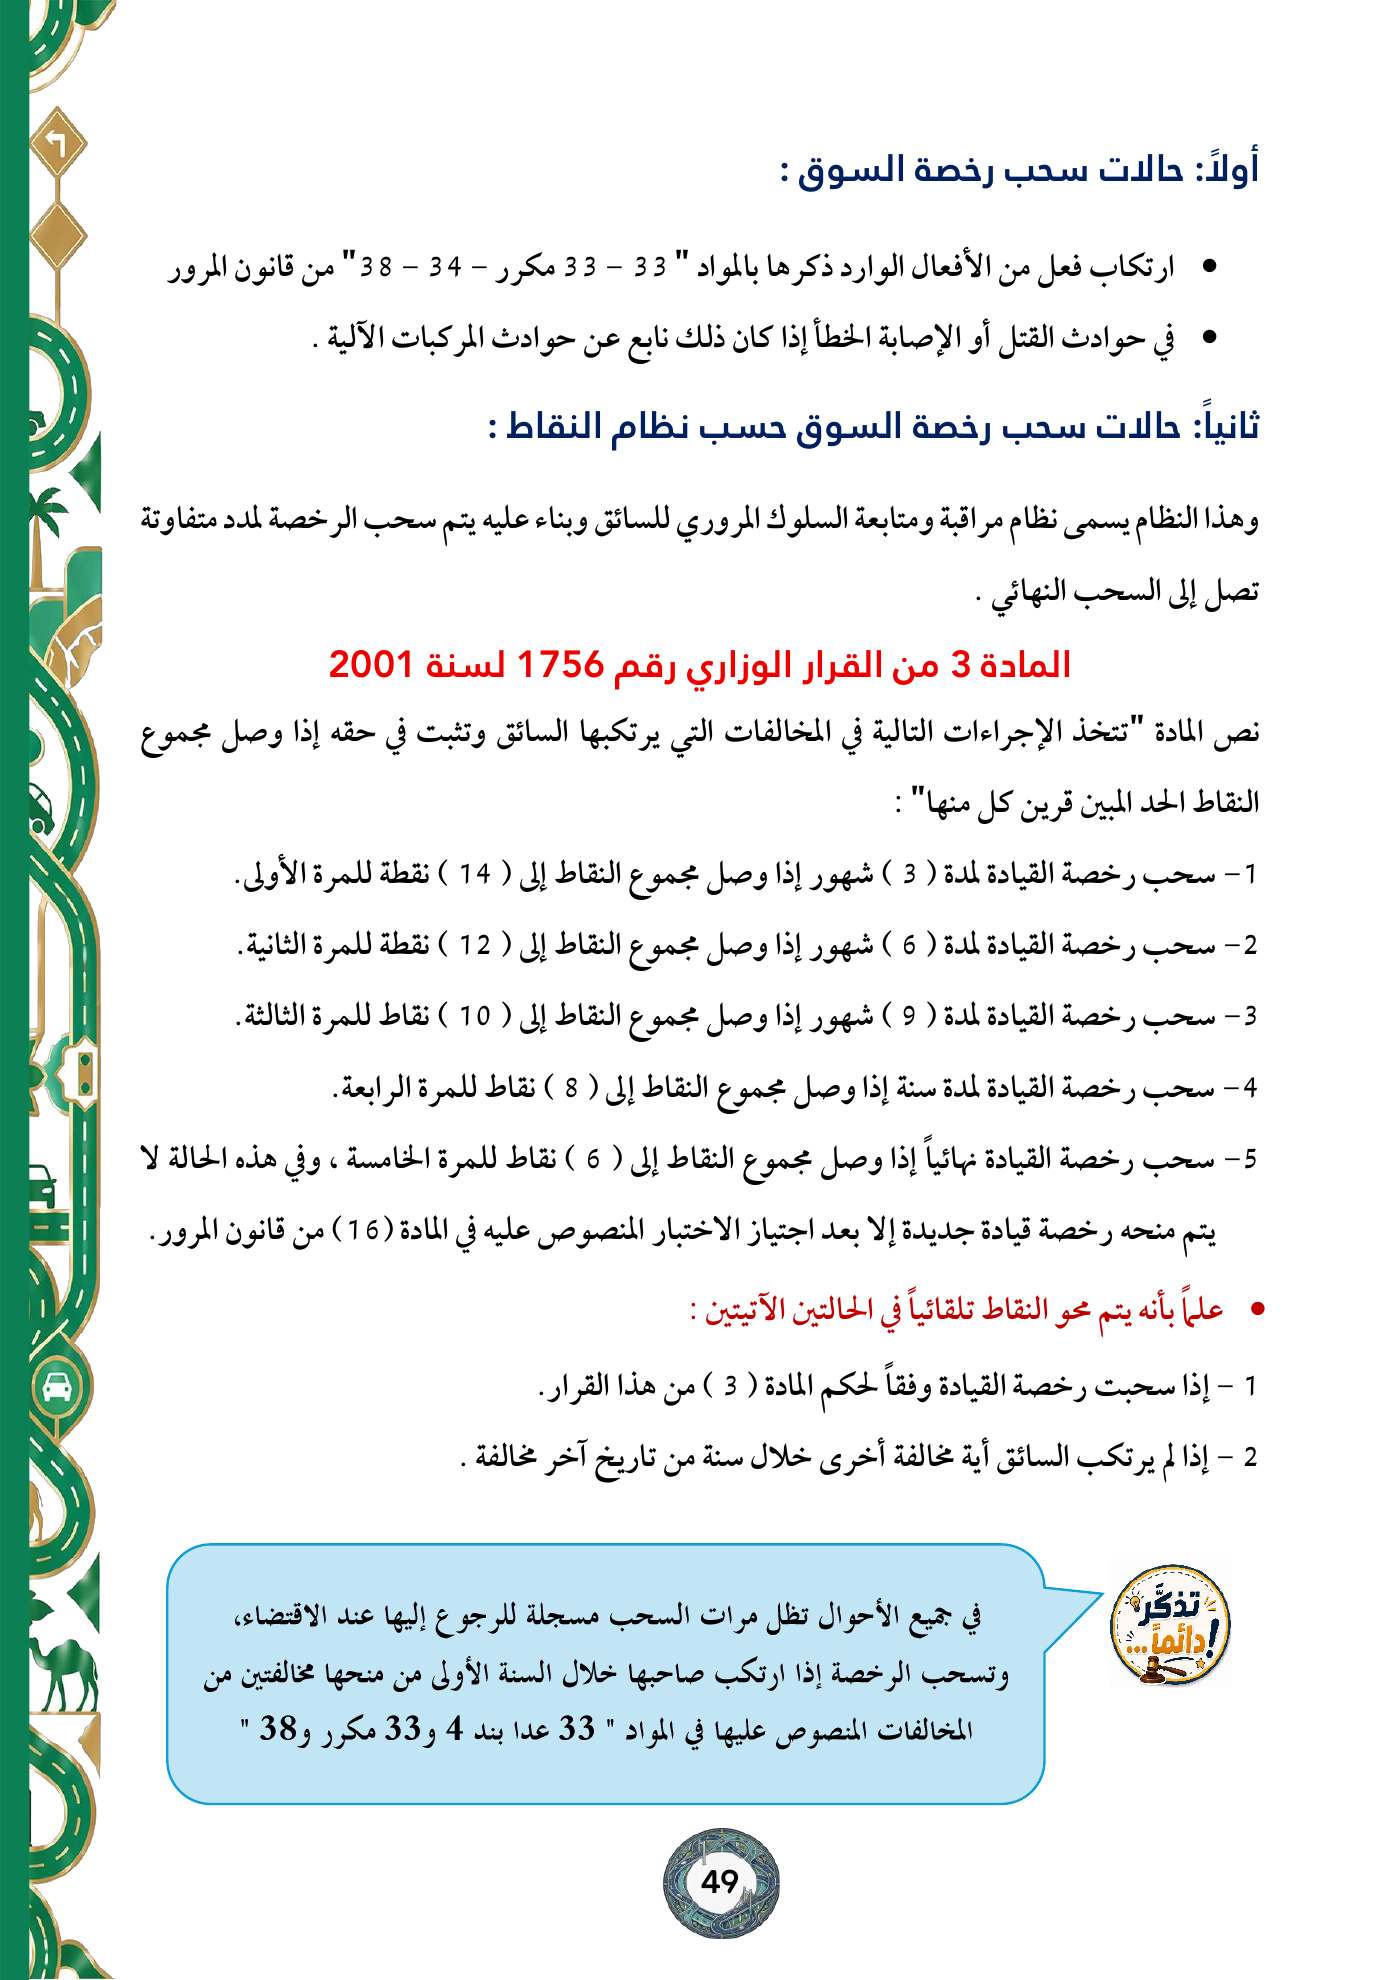 أولاً: حالات سحب رخصة السوق :
• ارتكاب فعل من الأفعال الوارد ذكرها بالمواد " 33 – 33 مكرر – 34 – 38" من قانون المرور
• في حوادث القتل أو الإصابة الخطأ إذا كان ذلك نابع عن حوادث المركبات الآلية .
ثانياً: حالات سحب رخصة السوق حسب نظام النقاط :
وهذا النظام يسمى نظام مراقبة ومتابعة السلوك المروري للسائق وبناء عليه يتم سحب الرخصة لمدد متفاوتة
تصل إلى السحب النهائي .
المادة 3 من القرار الوزاري رقم 1756 لسنة 2001
نص المادة "تتخذ الإجراءات التالية في المخالفات التي يرتكبها السائق وتثبت في حقه إذا وصل مجموع
النقاط الحد المبين قرين كل منها" :
1– سحب رخصة القيادة لمدة ( 3 ) شهور إذا وصل مجموع النقاط إلى ( 14 ) نقطة للمرة الأولى.
2– سحب رخصة القيادة لمدة ( 6 ) شهور إذا وصل مجموع النقاط إلى ( 12 ) نقطة للمرة الثانية.
3– سحب رخصة القيادة لمدة ( 9 ) شهور إذا وصل مجموع النقاط إلى ( 10 ) نقاط للمرة الثالثة.
4– سحب رخصة القيادة لمدة سنة إذا وصل مجموع النقاط إلى ( 8 ) نقاط للمرة الرابعة.
5– سحب رخصة القيادة نهائياً إذا وصل مجموع النقاط إلى ( 6 ) نقاط للمرة الخامسة ، وفي هذه الحالة لا
يتم منحه رخصة قيادة جديدة إلا بعد اجتياز الاختبار المنصوص عليه في المادة (16) من قانون المرور.
• علماً بأنه يتم محو النقاط تلقائياً في الحالتين الآتيتين :
1 – إذا سحبت رخصة القيادة وفقاً لحكم المادة ( 3 ) من هذا القرار.
2 – إذا لم يرتكب السائق أية مخالفة أخرى خلال سنة من تاريخ آخر مخالفة .
تذكَّر
دائماً...!
في جميع الأحوال تظل مرات السحب مسجلة للرجوع إليها عند الاقتضاء،
وتسحب الرخصة إذا ارتكب صاحبها خلال السنة الأولى من منحها مخالفتين من
المخالفات المنصوص عليها في المواد " 33 عدا بند 4 و33 مكرر و38 "
49